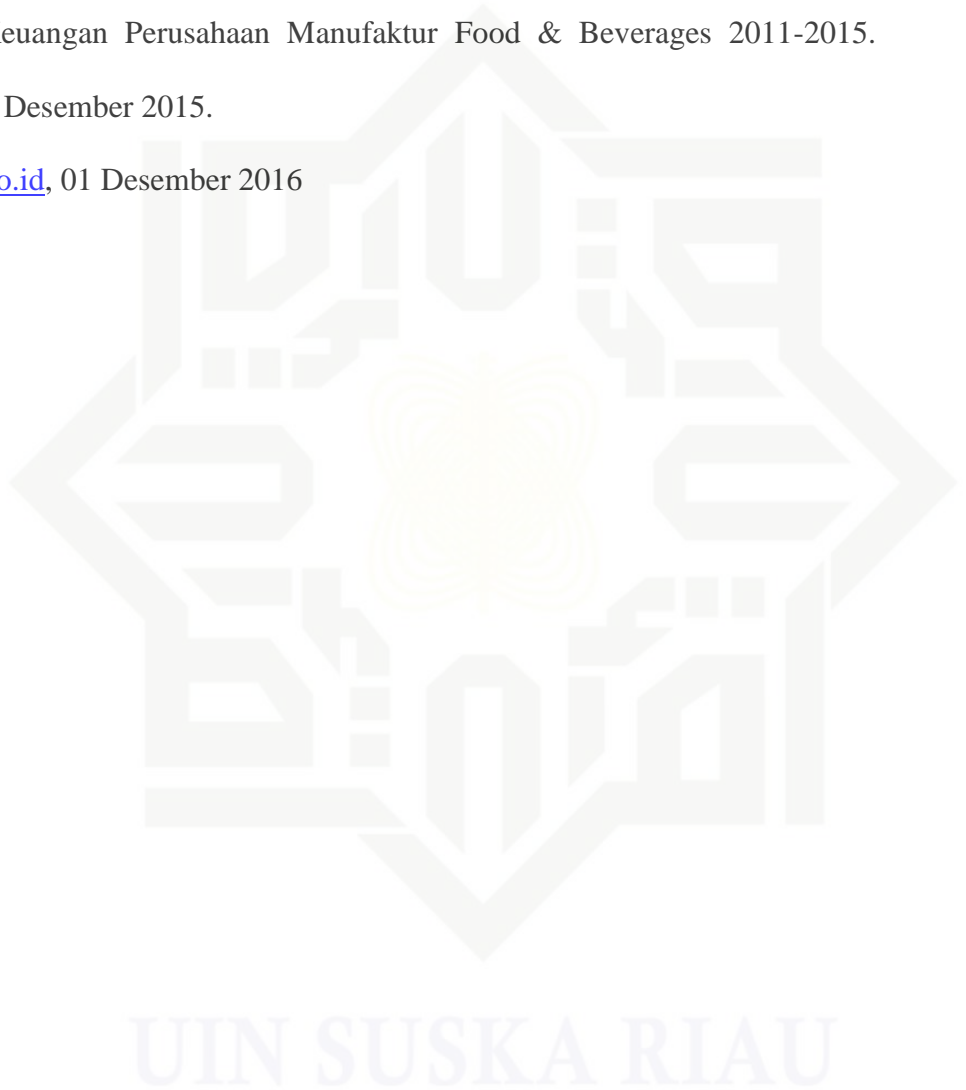 euangan Perusahaan Manufaktur Food & Beverages 2011-2015.
Desember 2015.
o.id, 01 Desember 2016
UIN SUSKA RIAU